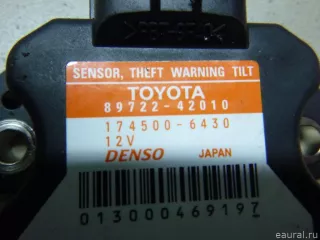 SENSOR, THEFT WARNING TILT
TOYOTA
89722-42010
174500-6430
12V
DENSO JAPAN
013000469197
eaural.ru